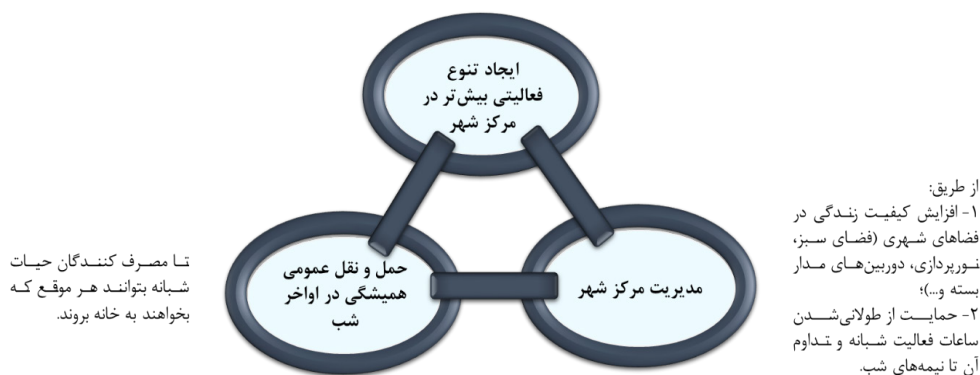 ایجاد تنوع
فعالیتی بیش‌تر در
مرکز شهر
از طریق:
۱- افزایش کیفیت زندگی در
فضاهای شهری (فضای سبز،
نورپردازی، دوربین‌های مدار
بسته و...)؛
۲- حمایت از طولانی‌شدن
ساعات فعالیت شبانه و تداوم
آن تا نیمه‌های شب.
مدیریت مرکز شهر
حمل و نقل عمومی
همیشگی در اواخر
شب
تا مصرف کنندگان حیات
شبانه بتوانند هر موقع که
بخواهند به خانه بروند.